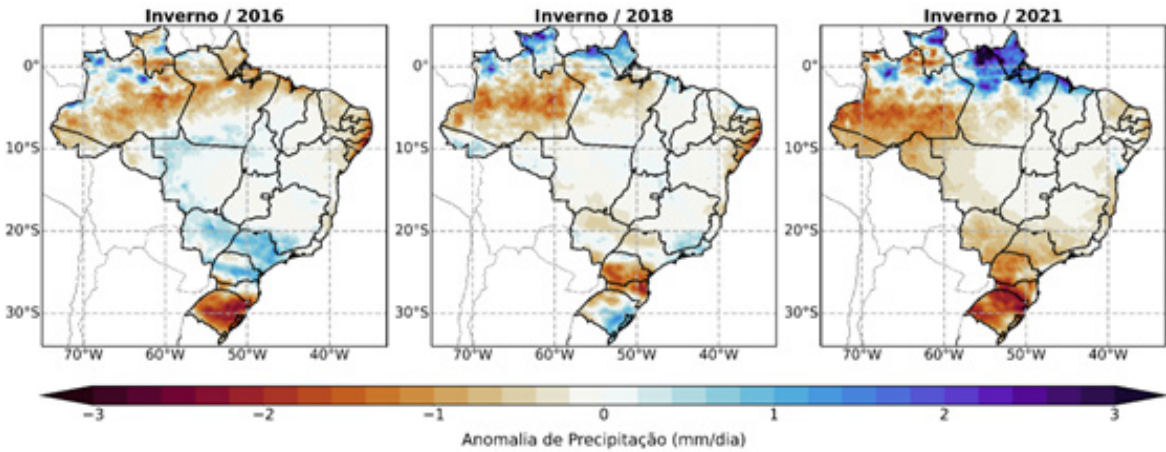 Inverno / 2016 Inverno / 2018 Inverno / 2021
0° 0° 0°
10°S 10°S 10°S
20°S 20°S 20°S
30°S 30°S 30°S
70°W 60°W 50°W 40°W 70°W 60°W 50°W 40°W 70°W 60°W 50°W 40°W
−3 −2 −1 0 1 2 3
Anomalia de Precipitação (mm/dia)